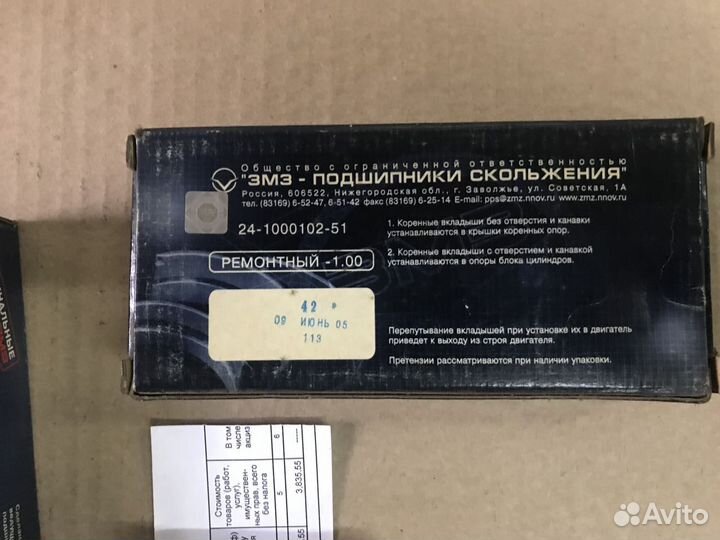 Общество с ограниченной ответственностью
"ЗМЗ - ПОДШИПНИКИ СКОЛЬЖЕНИЯ"
Россия, 606522, Нижегородская обл., г. Заволжье, ул. Советская, 1А
тел.(83169) 6-52-47, 6-51-42 факс (83169) 6-25-14 E-mail: pps@zmz.nnov.ru www.zmz.nnov.ru
24-1000102-51
РЕМОНТНЫЙ -1.00
42 Р
09 ИЮНЬ 05
113
1. Коренные вкладыши без отверстия и канавки
устанавливаются в крышки коренных опор.
2. Коренные вкладыши с отверстием и канавкой
устанавливаются в опоры блока цилиндров.
Перепутывание вкладышей при установке их в двигатель
приведет к выходу из строя двигателя.
Претензии рассматриваются при наличии упаковки.
В том
числе
акциз
6
Стоимость
товаров (работ,
услуг),
имуществен-
ных прав, всего
без налога
5
3,835.55
Avito